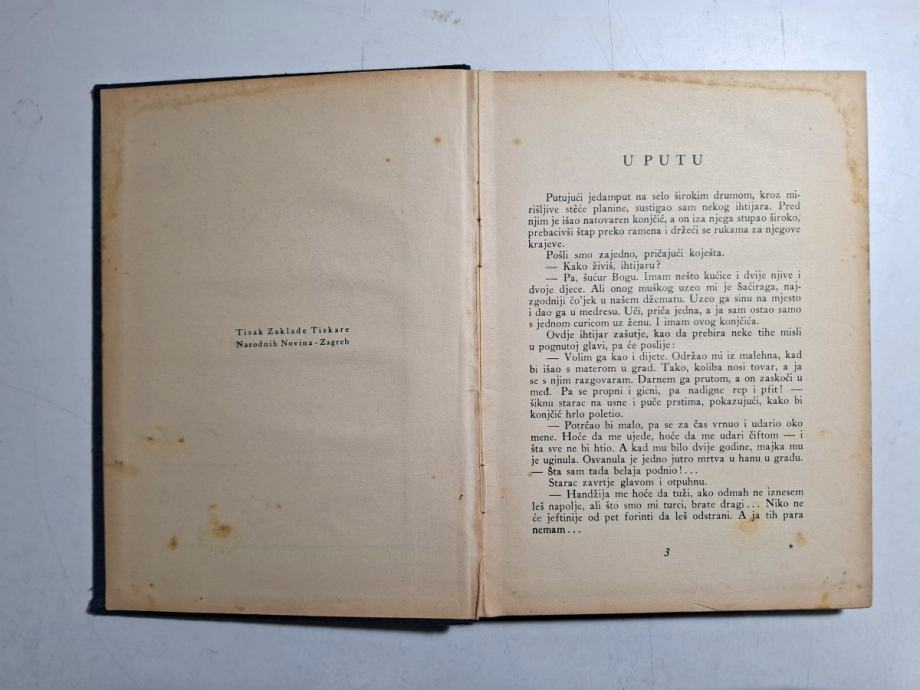 Tisak Zaklade Tiskare
Narodnih Novina - Zagreb
U PUTU
Putujući jedamput na selo širokim drumom, kroz mi-
rišljive stêće planine, sustigao sam nekog ihtijara. Pred
njim je išao natovaren konjčić, a on iza njega stupao široko,
prebacivši štap preko ramena i držeći se rukama za njegove
krajeve.
Pošli smo zajedno, pričajući koješta.
— Kako živiš, ihtijaru?
— Pa, šućur Bogu. Imam nešto kućice i dvije njive i
dvoje djece. Ali onog muškog uzeo mi je Šaćiraga, naj-
zgodniji čo'jek u našem džematu. Uzeo ga sinu na mjesto
i dao ga u medresu. Uči, priča jedna, a ja sam ostao samo
s jednom curicom uz ženu. I imam ovog konjčića.
Ovdje ihtijar zašutje, kao da prebira neke tihe misli
u pognutoj glavi, pa će poslije:
— Volim ga kao i dijete. Održao mi iz malehna, kad
bi išao s materom u grad. Tako, koliba nosi tovar, a ja
se s njim razgovaram. Darnem ga prutom, a on zaskoči u
međ. Pa se propni i gicni, pa nadigne rep i pfit! —
šiknu starac na usne i puče prstima, pokazujući, kako bi
konjčić hrlo poletio.
— Potrčao bi malo, pa se za čas vrnuo i udario oko
mene. Hoće da me ujede, hoće da me udari čiftom — i
šta sve ne bi htio. A kad mu bilo dvije godine, majka mu
je uginula. Osvanula je jedno jutro mrtva u hanu u gradu.
— Šta sam tada belaja podnio!...
Starac zavrtje glavom i otpuhnu.
— Handžija me hoće da tuži, ako odmah ne iznesem
leš napolje, ali što smo mi turci, brate dragi... Niko ne
će jeftinije od pet forinti da leš odstrani. A ja tih para
nemam...
3
*